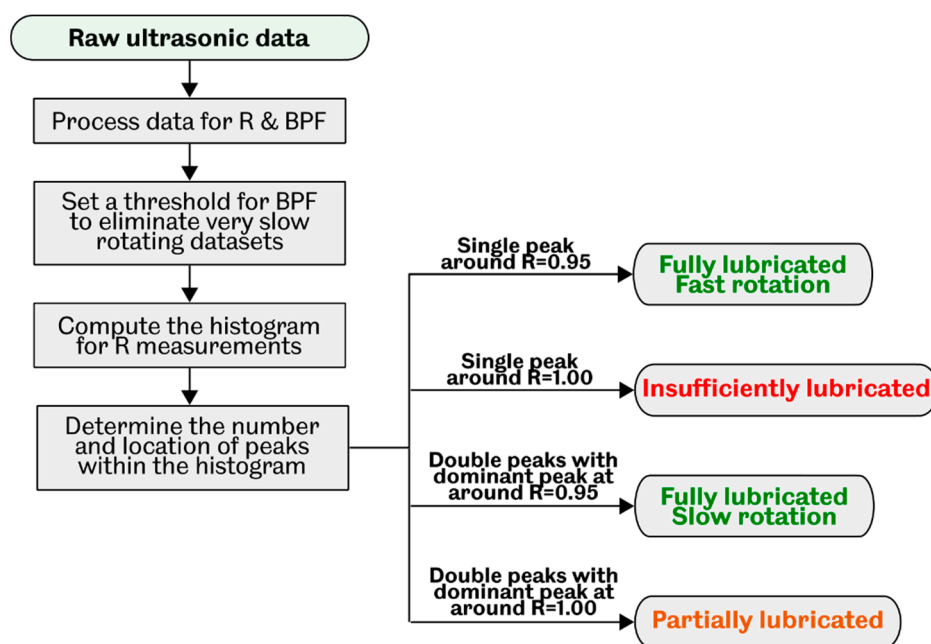 Raw ultrasonic data
Process data for R & BPF
Set a threshold for BPF
to eliminate very slow
rotating datasets
Compute the histogram
for R measurements
Determine the number
and location of peaks
within the histogram
Single peak
around R=0.95
Fully lubricated
Fast rotation
Single peak
around R=1.00
Insufficiently lubricated
Double peaks with
dominant peak at
around R=0.95
Fully lubricated
Slow rotation
Double peaks with
dominant peak at
around R=1.00
Partially lubricated